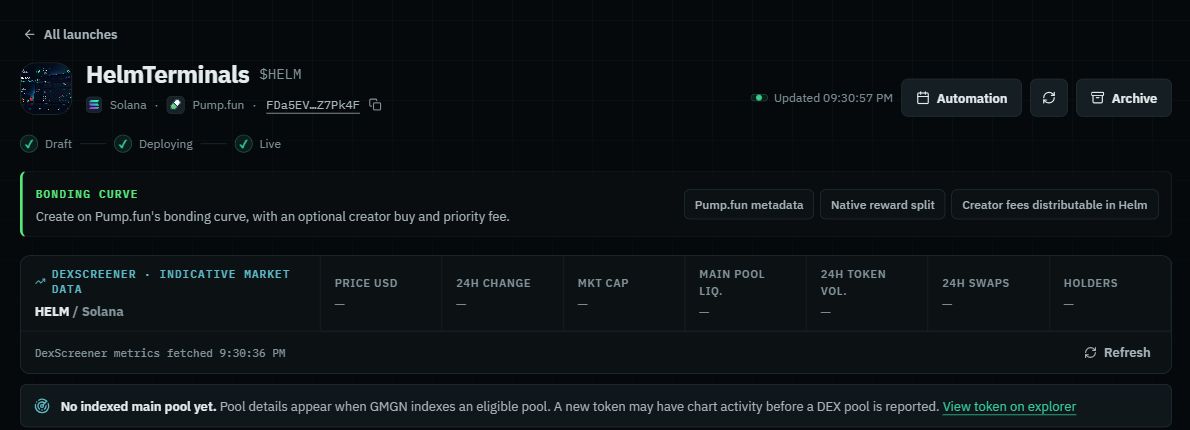 ← All launches
HelmTerminals $HELM
Solana · Pump.fun · FDa5EV…Z7Pk4F
Updated 09:30:57 PM
Automation
Archive
Draft
Deploying
Live
BONDING CURVE
Create on Pump.fun's bonding curve, with an optional creator buy and priority fee.
Pump.fun metadata
Native reward split
Creator fees distributable in Helm
DEXSCREENER · INDICATIVE MARKET
DATA
HELM / Solana
PRICE USD
—
24H CHANGE
—
MKT CAP
—
MAIN POOL
LIQ.
—
24H TOKEN
VOL.
—
24H SWAPS
—
HOLDERS
—
DexScreener metrics fetched 9:30:36 PM
Refresh
No indexed main pool yet. Pool details appear when GMGN indexes an eligible pool. A new token may have chart activity before a DEX pool is reported. View token on explorer